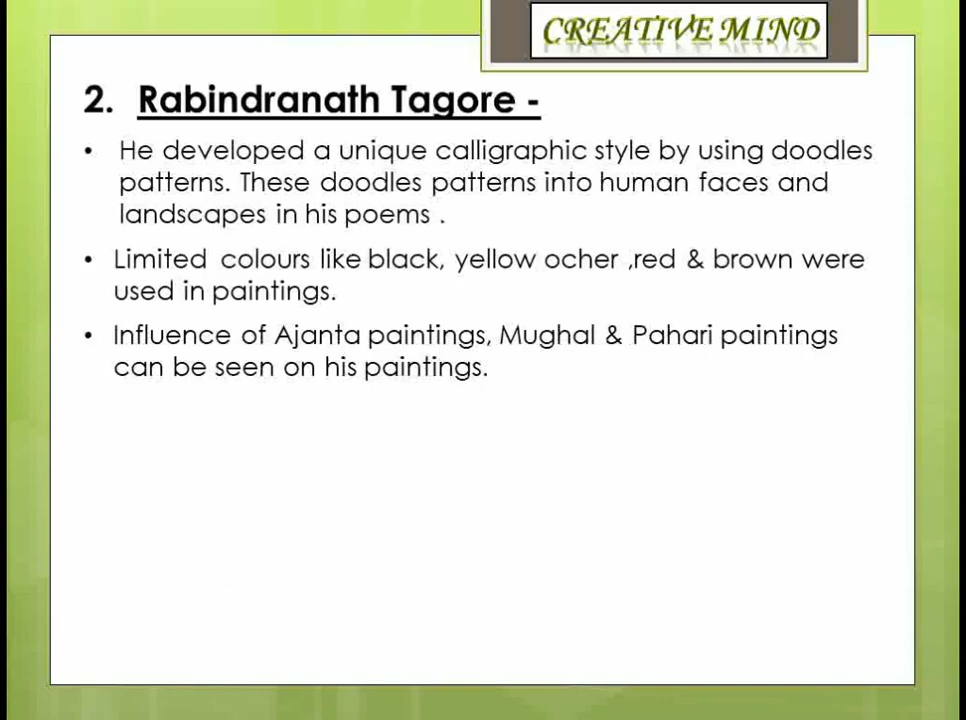 CREATIVE MIND
2. Rabindranath Tagore -
• He developed a unique calligraphic style by using doodles
patterns. These doodles patterns into human faces and
landscapes in his poems .
• Limited colours like black, yellow ocher ,red & brown were
used in paintings.
• Influence of Ajanta paintings, Mughal & Pahari paintings
can be seen on his paintings.